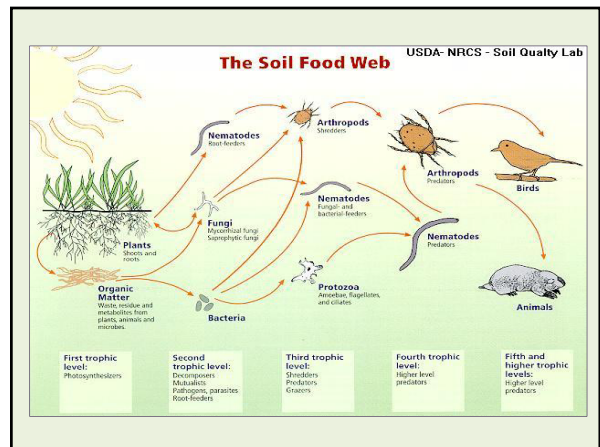 The Soil Food Web
USDA- NRCS - Soil Qualty Lab
Nematodes
Root-feeders
Arthropods
Shredders
Arthropods
Predators
Birds
Plants
Shoots and
roots
Fungi
Mycorrhizal fungi
Saprophytic fungi
Nematodes
Fungal- and
bacterial-feeders
Nematodes
Predators
Organic
Matter
Waste, residue and
metabolites from
plants, animals and
microbes.
Bacteria
Protozoa
Amoebae, flagellates,
and ciliates
Animals
First trophic
level:
Photosynthesizers
Second
trophic level:
Decomposers
Mutualists
Pathogens, parasites
Root-feeders
Third trophic
level:
Shredders
Predators
Grazers
Fourth trophic
level:
Higher level
predators
Fifth and
higher trophic
levels:
Higher level
predators